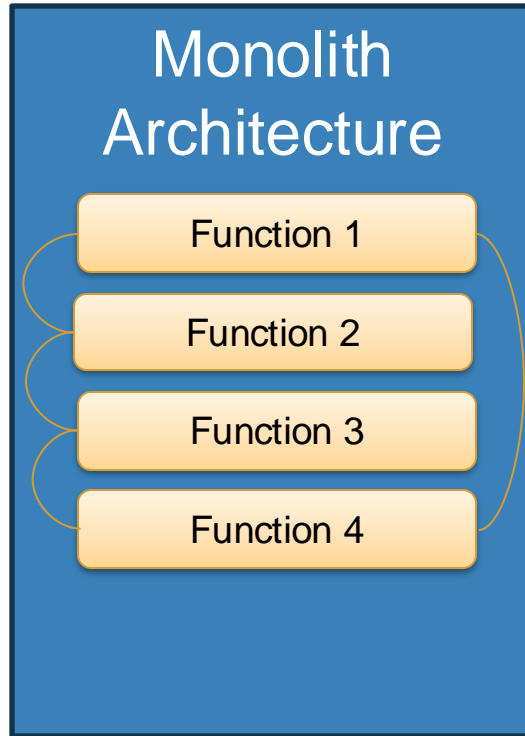 Monolith
Architecture
Function 1
Function 2
Function 3
Function 4